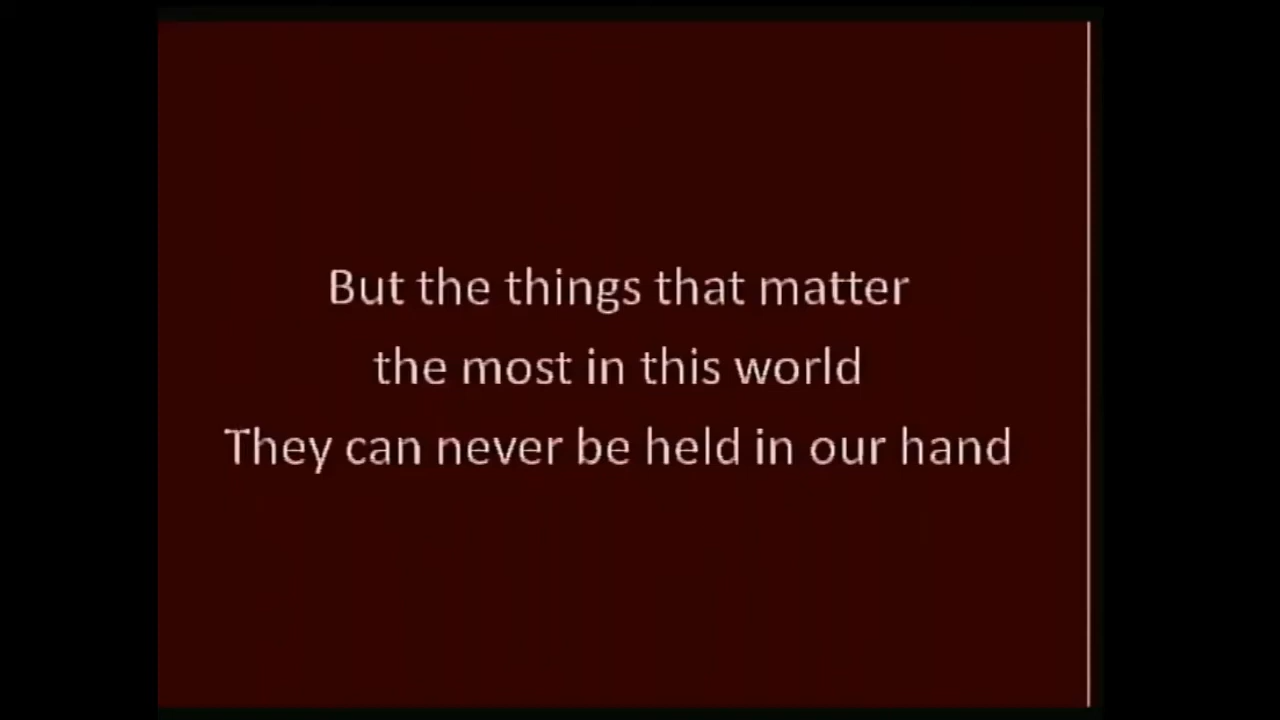 But the things that matter
the most in this world
They can never be held in our hand